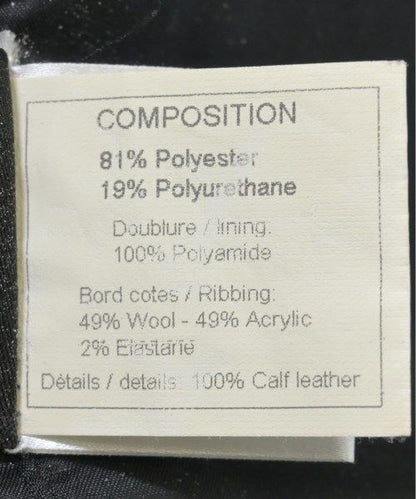 COMPOSITION
81% Polyester
19% Polyurethane
Doublure / lining:
100% Polyamide
Bord cotes / Ribbing:
49% Wool - 49% Acrylic
2% Elastane
Détails / details: 100% Calf leather